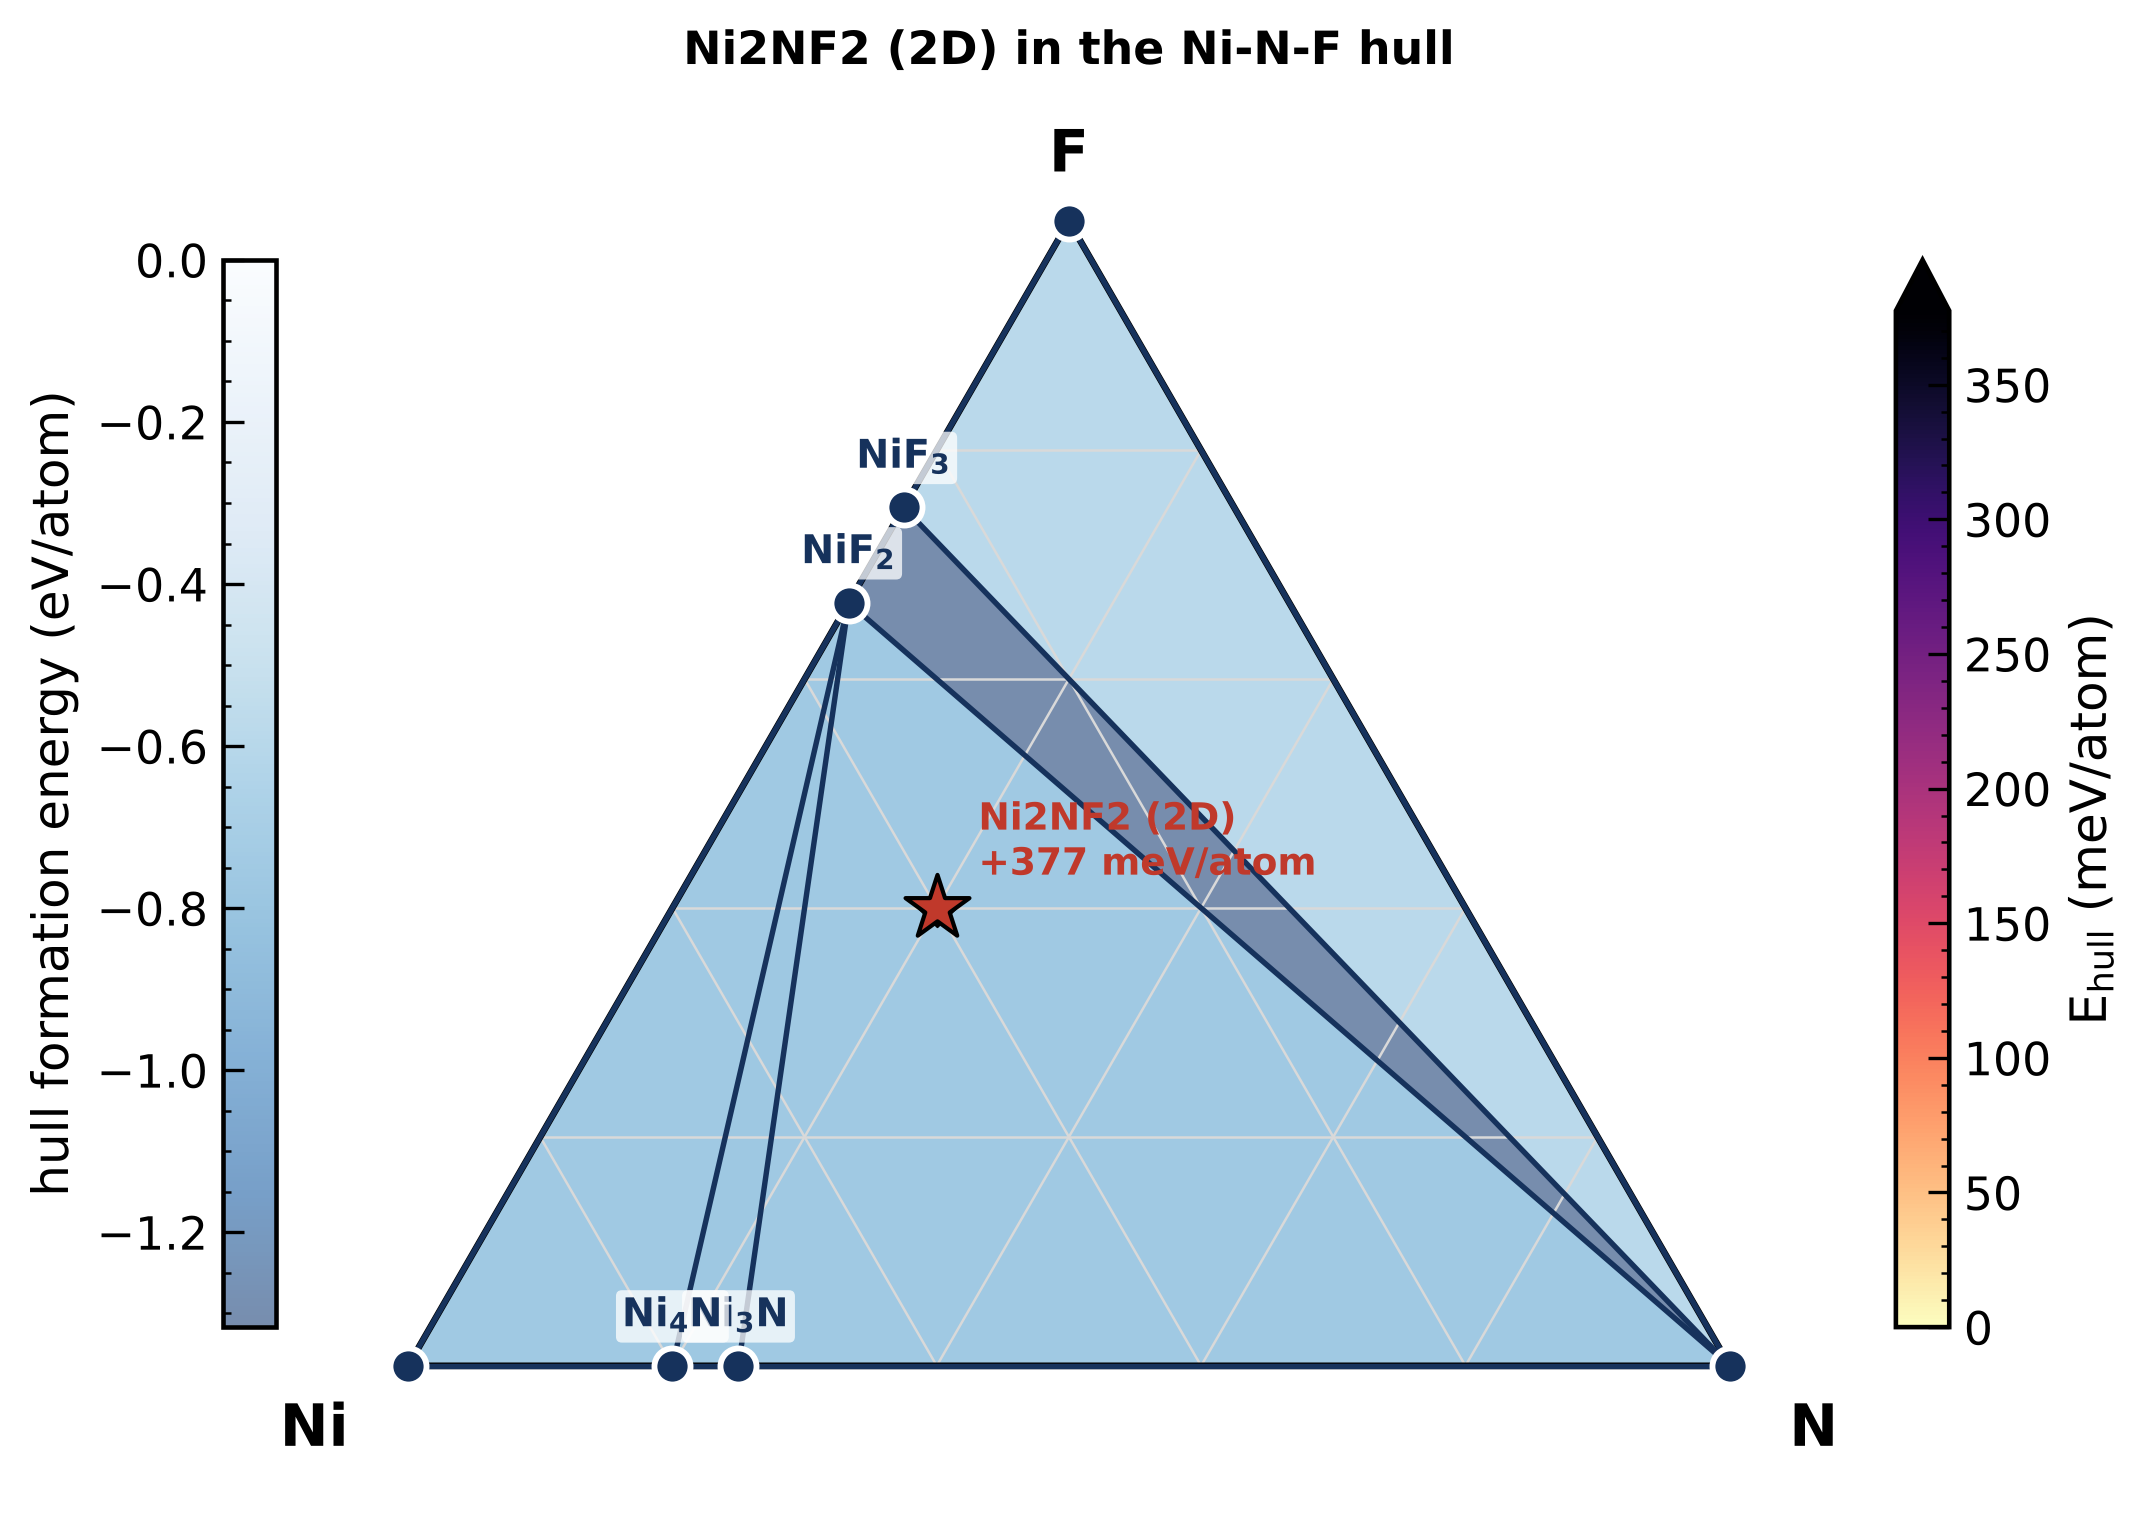 Ni2NF2 (2D) in the Ni-N-F hull
F
0.0
−0.2
−0.4
−0.6
−0.8
−1.0
−1.2
hull formation energy (eV/atom)
NiF₃
NiF₂
Ni2NF2 (2D)
+377 meV/atom
Ni₄N
Ni₃N
Ni
N
350
300
250
200
150
100
50
0
E_hull (meV/atom)